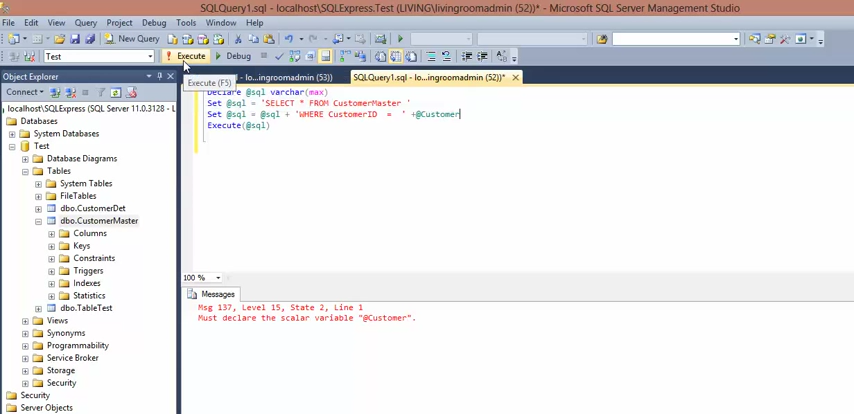 SQLQuery1.sql - localhost\SQLExpress.Test (LIVING\livingroomadmin (52))* - Microsoft SQL Server Management Studio
File Edit View Query Project Debug Tools Window Help
New Query
Test Execute Debug
Execute (F5)
Object Explorer
- lo...ingroomadmin (53))
SQLQuery1.sql - lo...ingroomadmin (52))*
Connect
localhost\SQLExpress (SQL Server 11.0.3128 - L
Databases
System Databases
Test
Database Diagrams
Tables
System Tables
FileTables
dbo.CustomerDet
dbo.CustomerMaster
Columns
Keys
Constraints
Triggers
Indexes
Statistics
dbo.TableTest
Views
Synonyms
Programmability
Service Broker
Storage
Security
Security
Server Objects
Declare @sql varchar(max)
Set @sql = 'SELECT * FROM CustomerMaster '
Set @sql = @sql + 'WHERE CustomerID  =  ' +@Customer
Execute(@sql)
100 %
Messages
Msg 137, Level 15, State 2, Line 1
Must declare the scalar variable "@Customer".